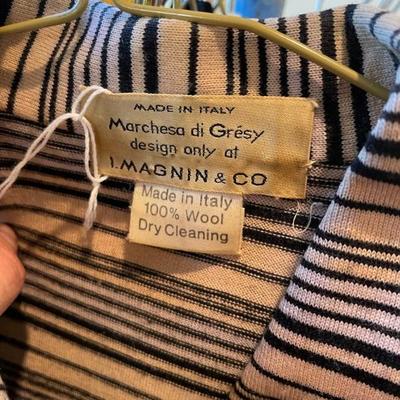 MADE IN ITALY
Marchesa di Grésy
design only at
I. MAGNIN & CO
Made in Italy
100% Wool
Dry Cleaning